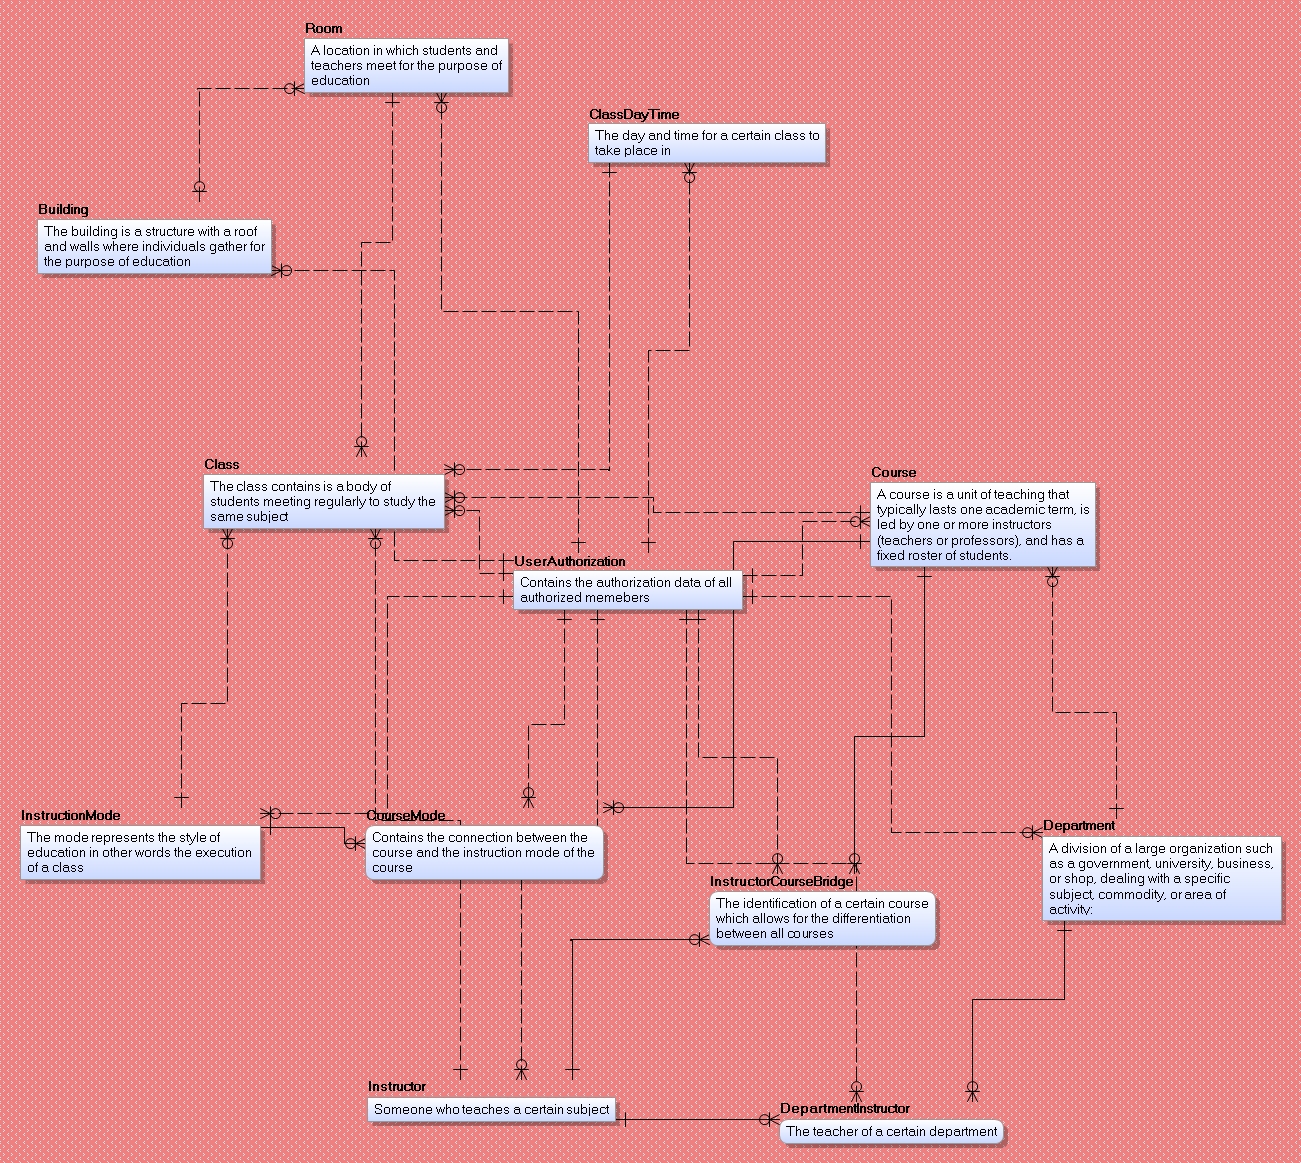 Room
A location in which students and
teachers meet for the purpose of
education
ClassDayTime
The day and time for a certain class to
take place in
Building
The building is a structure with a roof
and walls where individuals gather for
the purpose of education
Class
The class contains is a body of
students meeting regularly to study the
same subject
Course
A course is a unit of teaching that
typically lasts one academic term, is
led by one or more instructors
(teachers or professors), and has a
fixed roster of students.
UserAuthorization
Contains the authorization data of all
authorized memebers
InstructionMode
The mode represents the style of
education in other words the execution
of a class
CourseMode
Contains the connection between the
course and the instruction mode of the
course
InstructorCourseBridge
The identification of a certain course
which allows for the differentiation
between all courses
Department
A division of a large organization such
as a government, university, business,
or shop, dealing with a specific
subject, commodity, or area of
activity:
Instructor
Someone who teaches a certain subject
DepartmentInstructor
The teacher of a certain department